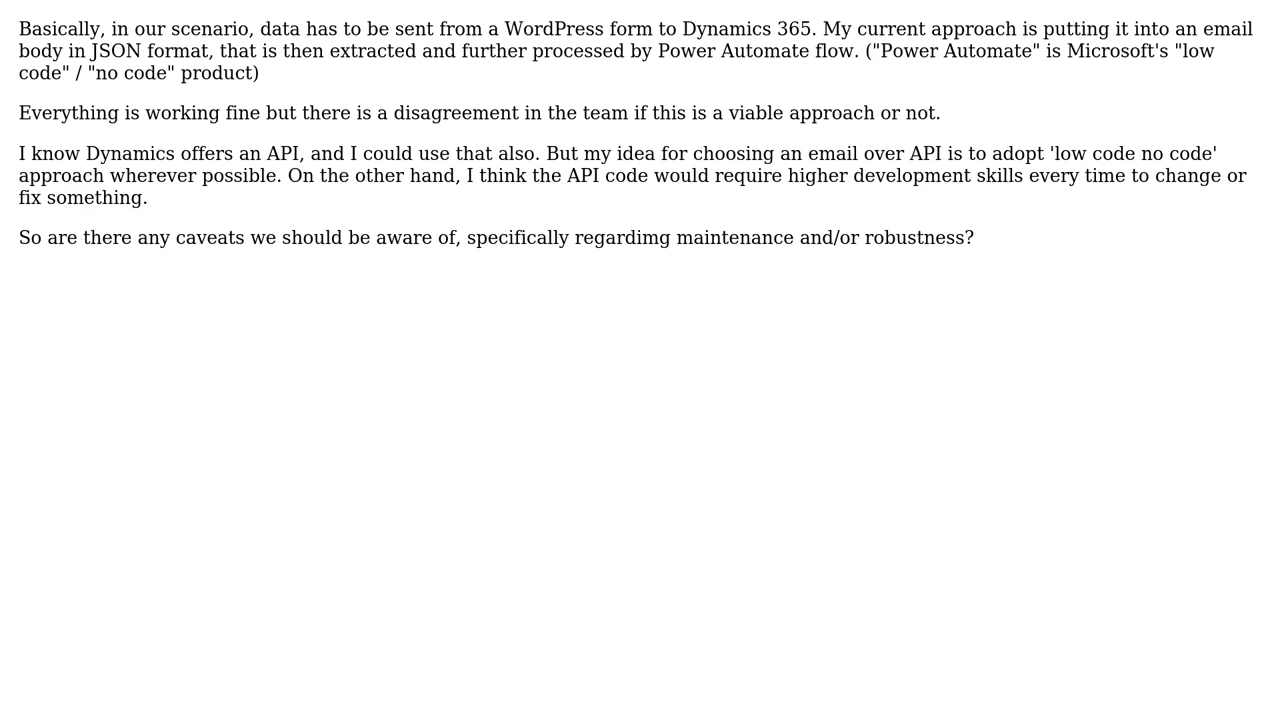 Basically, in our scenario, data has to be sent from a WordPress form to Dynamics 365. My current approach is putting it into an email
body in JSON format, that is then extracted and further processed by Power Automate flow. ("Power Automate" is Microsoft's "low
code" / "no code" product)
Everything is working fine but there is a disagreement in the team if this is a viable approach or not.
I know Dynamics offers an API, and I could use that also. But my idea for choosing an email over API is to adopt 'low code no code'
approach wherever possible. On the other hand, I think the API code would require higher development skills every time to change or
fix something.
So are there any caveats we should be aware of, specifically regardimg maintenance and/or robustness?